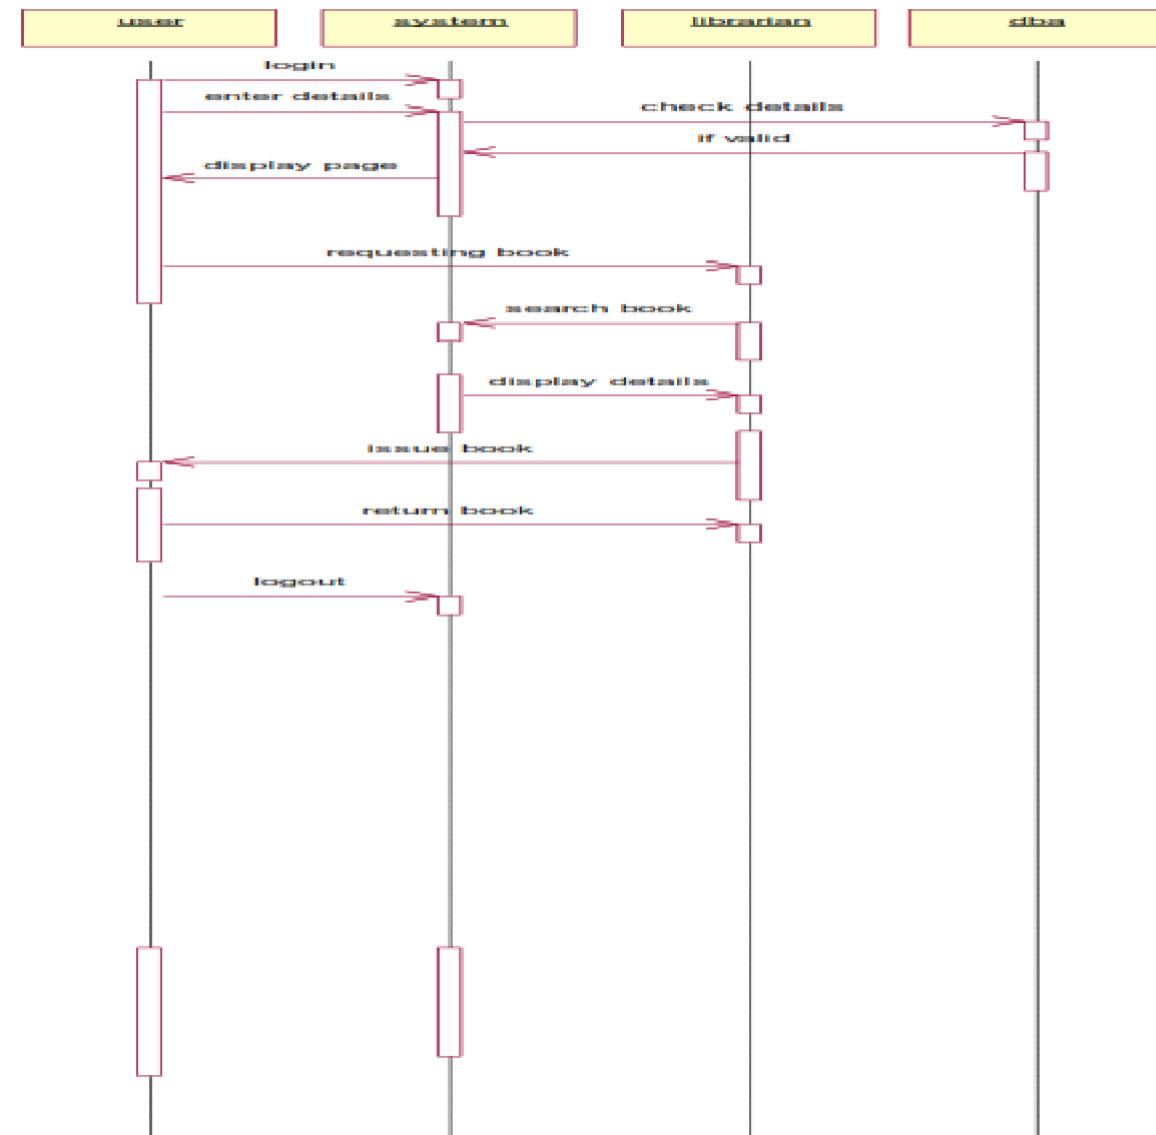 user
system
librarian
dba
login
enter details
check details
if valid
display page
requesting book
search book
display details
issue book
return book
logout